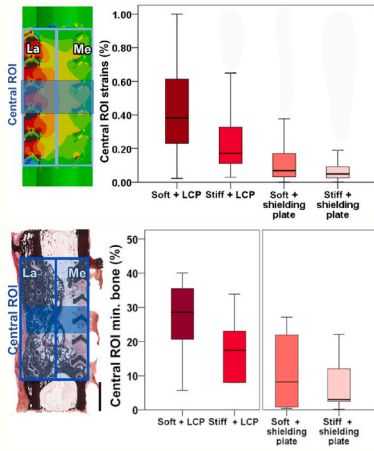 La Me
Central ROI
Central ROI strains (%)
1.00
0.80
0.60
0.40
0.20
0.00
Soft + LCP Stiff + LCP Soft + shielding plate Stiff + shielding plate
La Me
Central ROI
Central ROI min. bone (%)
50
40
30
20
10
0
Soft + LCP Stiff + LCP Soft + shielding plate Stiff + shielding plate